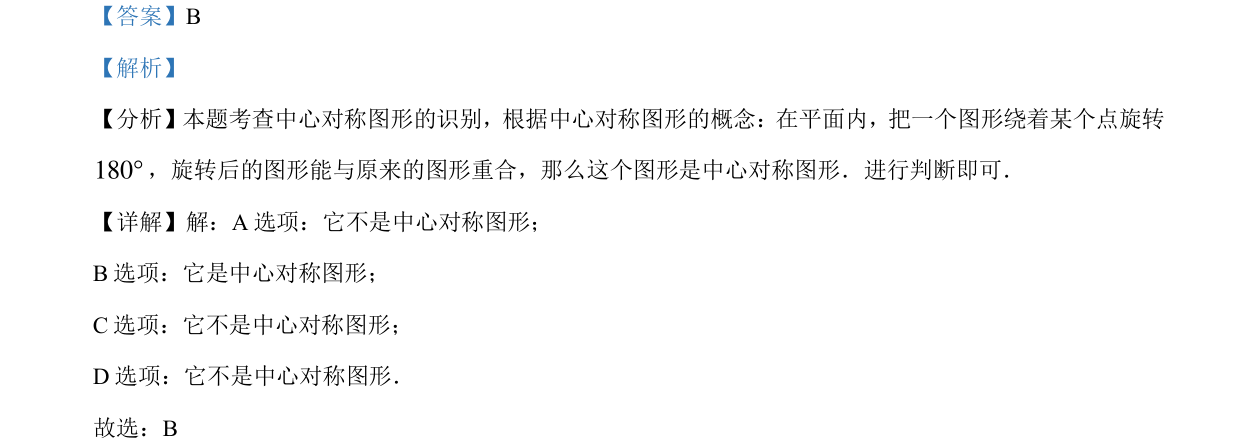 【答案】B
【解析】
【分析】本题考查中心对称图形的识别，根据中心对称图形的概念：在平面内，把一个图形绕着某个点旋转
180°，旋转后的图形能与原来的图形重合，那么这个图形是中心对称图形．进行判断即可．
【详解】解：A 选项：它不是中心对称图形；
B 选项：它是中心对称图形；
C 选项：它不是中心对称图形；
D 选项：它不是中心对称图形．
故选：B